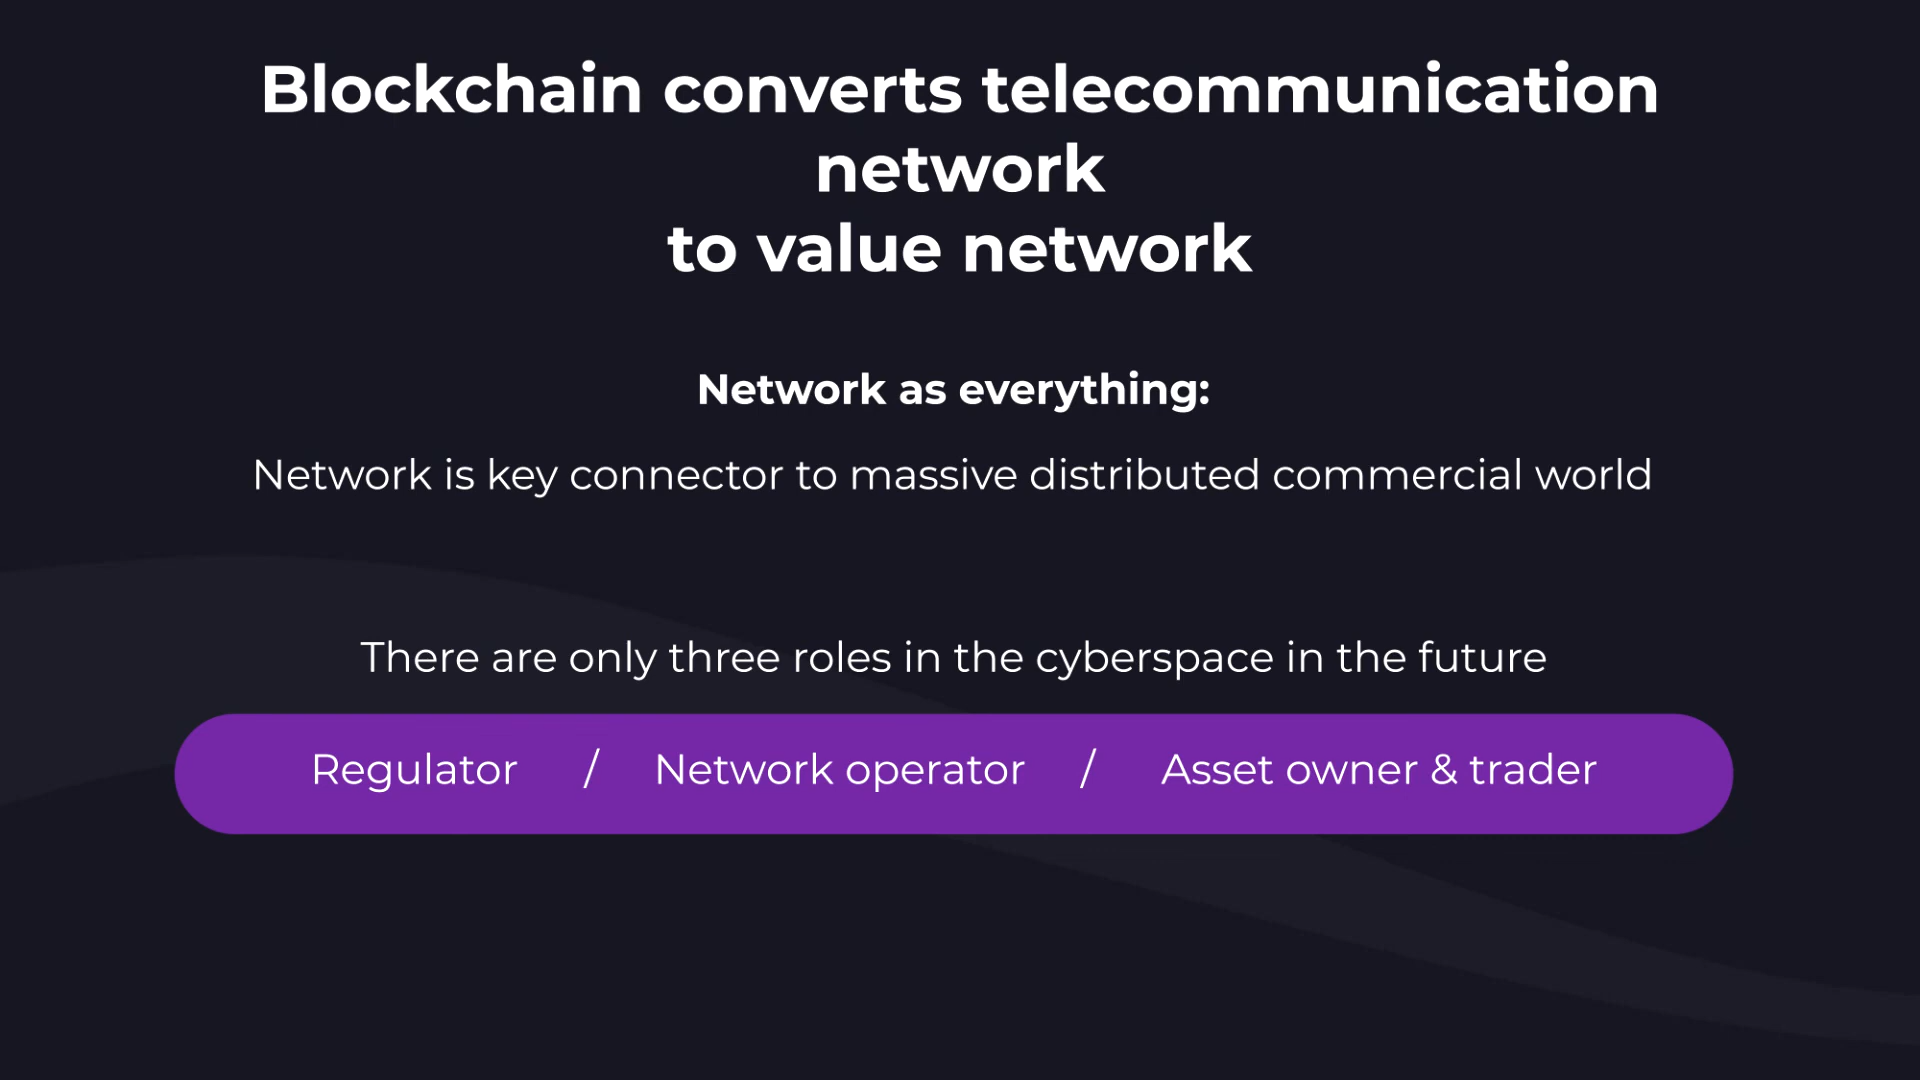 Blockchain converts telecommunication
network
to value network
Network as everything:
Network is key connector to massive distributed commercial world
There are only three roles in the cyberspace in the future
Regulator / Network operator / Asset owner & trader